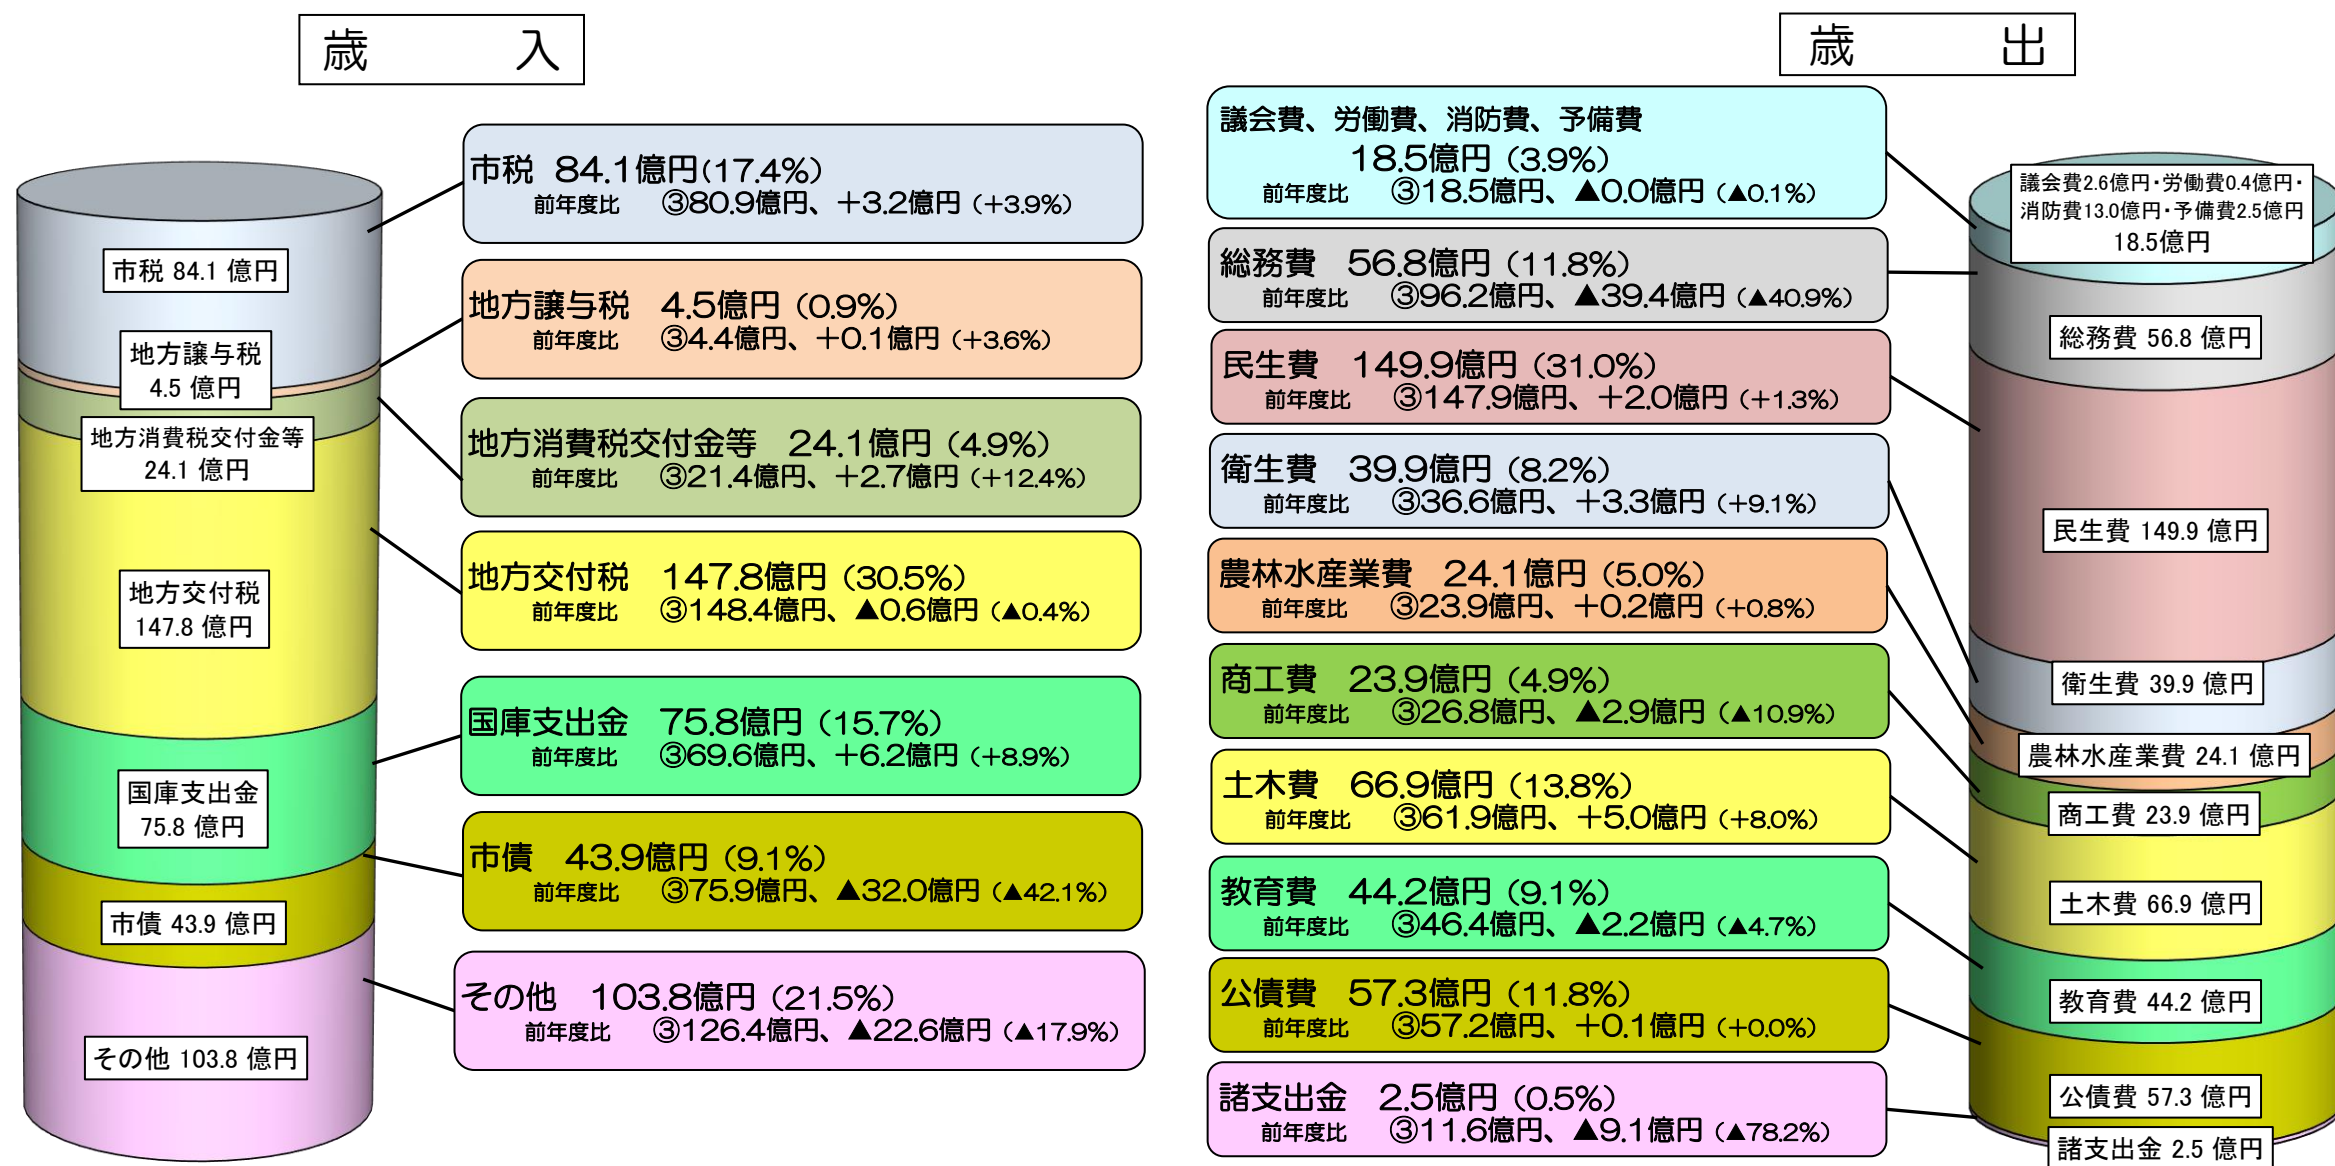 歳　入
市税 84.1 億円
地方譲与税
4.5 億円
地方消費税交付金等
24.1 億円
地方交付税
147.8 億円
国庫支出金
75.8 億円
市債 43.9 億円
その他 103.8 億円
市税 84.1億円(17.4%)
前年度比 ③80.9億円、＋3.2億円（+3.9%）
地方譲与税 4.5億円（0.9%）
前年度比 ③4.4億円、＋0.1億円（+3.6%）
地方消費税交付金等 24.1億円（4.9%）
前年度比 ③21.4億円、＋2.7億円（+12.4%）
地方交付税 147.8億円（30.5%）
前年度比 ③148.4億円、▲0.6億円（▲0.4%）
国庫支出金 75.8億円（15.7%）
前年度比 ③69.6億円、＋6.2億円（+8.9%）
市債 43.9億円（9.1%）
前年度比 ③75.9億円、▲32.0億円（▲42.1%）
その他 103.8億円（21.5%）
前年度比 ③126.4億円、▲22.6億円（▲17.9%）
歳　出
議会費、労働費、消防費、予備費
18.5億円（3.9%）
前年度比 ③18.5億円、▲0.0億円（▲0.1%）
総務費 56.8億円（11.8%）
前年度比 ③96.2億円、▲39.4億円（▲40.9%）
民生費 149.9億円（31.0%）
前年度比 ③147.9億円、＋2.0億円（+1.3%）
衛生費 39.9億円（8.2%）
前年度比 ③36.6億円、＋3.3億円（+9.1%）
農林水産業費 24.1億円（5.0%）
前年度比 ③23.9億円、＋0.2億円（+0.8%）
商工費 23.9億円（4.9%）
前年度比 ③26.8億円、▲2.9億円（▲10.9%）
土木費 66.9億円（13.8%）
前年度比 ③61.9億円、＋5.0億円（+8.0%）
教育費 44.2億円（9.1%）
前年度比 ③46.4億円、▲2.2億円（▲4.7%）
公債費 57.3億円（11.8%）
前年度比 ③57.2億円、＋0.1億円（+0.0%）
諸支出金 2.5億円（0.5%）
前年度比 ③11.6億円、▲9.1億円（▲78.2%）
議会費2.6億円・労働費0.4億円・
消防費13.0億円・予備費2.5億円
18.5億円
総務費 56.8 億円
民生費 149.9 億円
衛生費 39.9 億円
農林水産業費 24.1 億円
商工費 23.9 億円
土木費 66.9 億円
教育費 44.2 億円
公債費 57.3 億円
諸支出金 2.5 億円